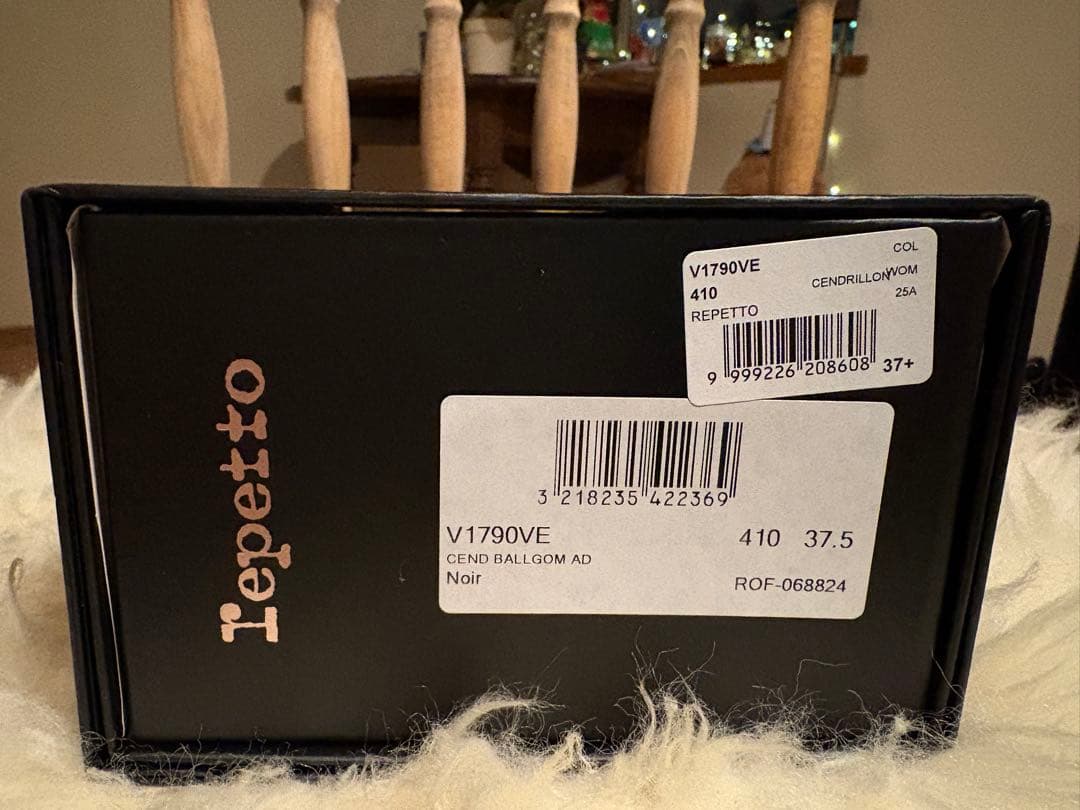 repetto
COL
V1790VE
CENDRILLON WOM
410
25A
REPETTO
9 999226 208608 37+
3 218235 422369
V1790VE 410 37.5
CEND BALLGOM AD
Noir ROF-068824